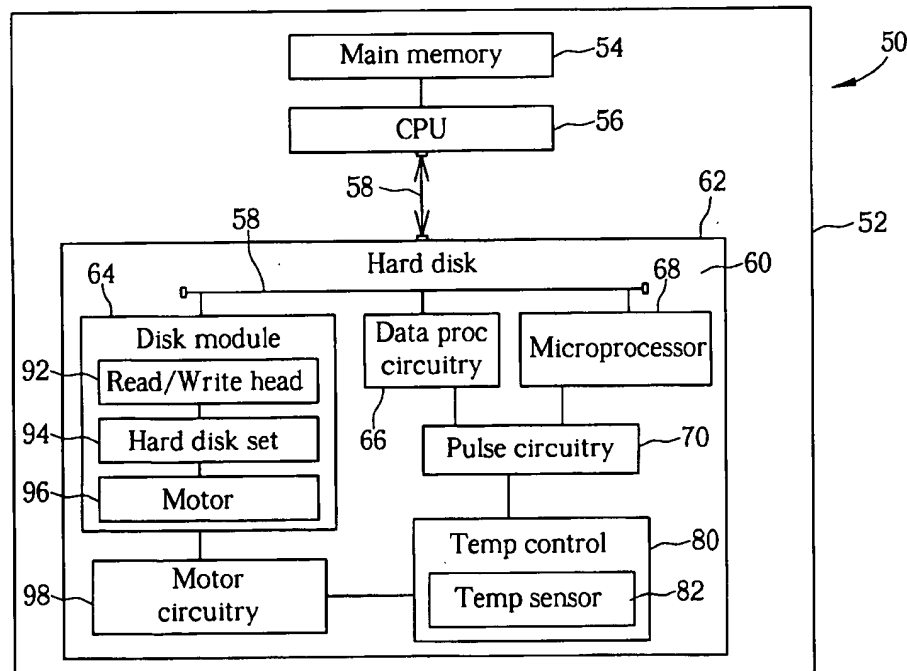 Main memory
54
50
CPU
56
58
62
52
Hard disk
60
58
64
68
Disk module
Data proc
circuitry
Microprocessor
92
Read/Write head
66
94
Hard disk set
Pulse circuitry
70
96
Motor
Temp control
80
98
Motor
circuitry
Temp sensor
82